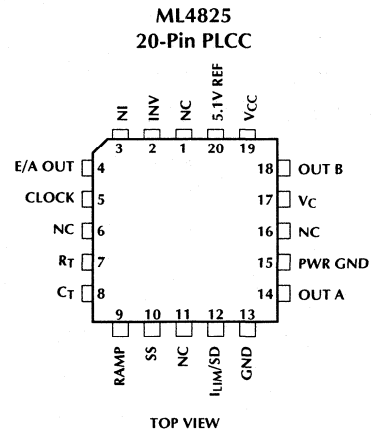 ML4825
20-Pin PLCC
NI
INV
NC
5.1V REF
VCC
3 2 1 20 19
E/A OUT 4 18 OUT B
CLOCK 5 17 VC
NC 6 16 NC
RT 7 15 PWR GND
CT 8 14 OUT A
9 10 11 12 13
RAMP
SS
NC
ILIM/SD
GND
TOP VIEW